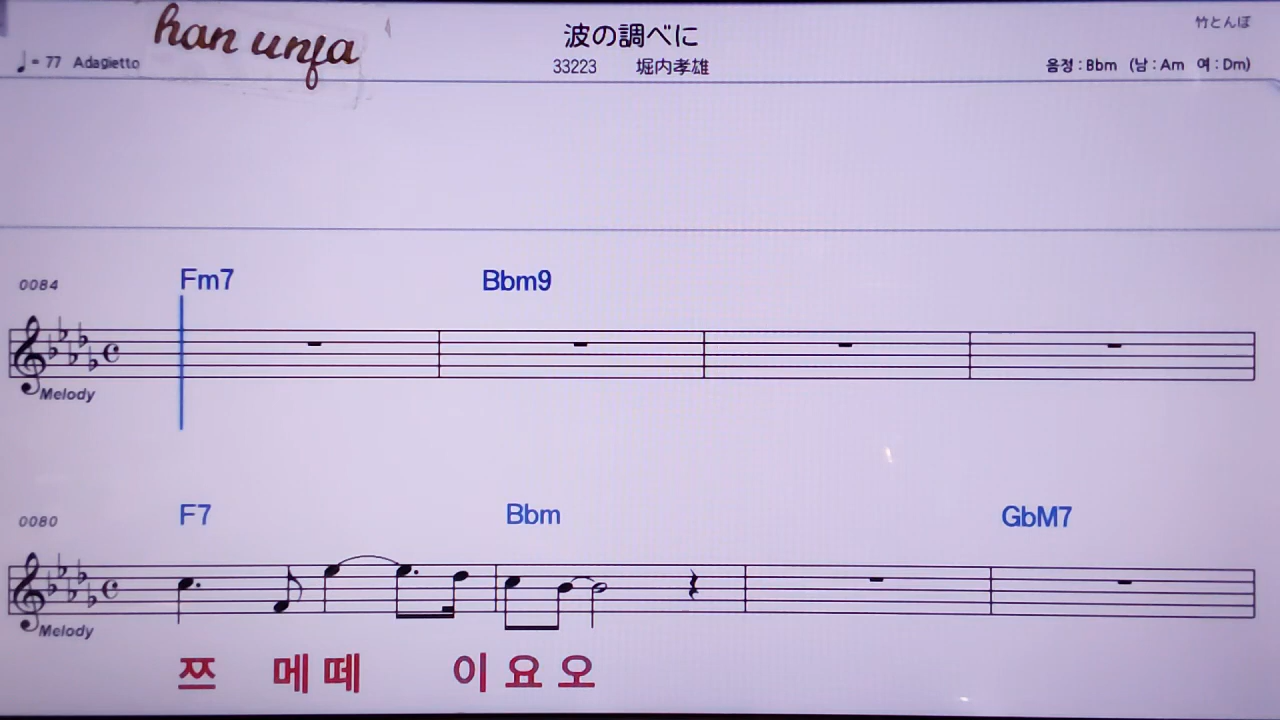 han unfa
波の調べに
竹とんぼ
♩= 77 Adagietto
33223 堀内孝雄
음정 : Bbm (남 : Am 여 : Dm)
0084 Fm7 Bbm9
Melody
0080 F7 Bbm GbM7
Melody
쯔 메 떼 이 요 오